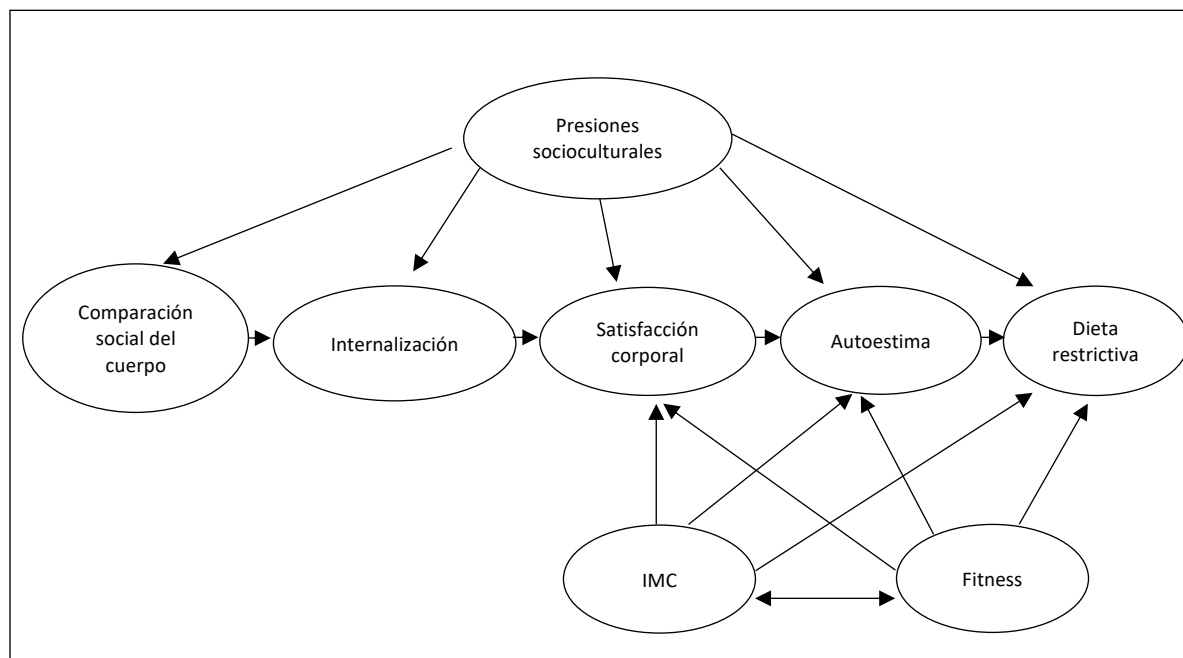 Presiones
socioculturales
Comparación
social del
cuerpo
Internalización
Satisfacción
corporal
Autoestima
Dieta
restrictiva
IMC
Fitness